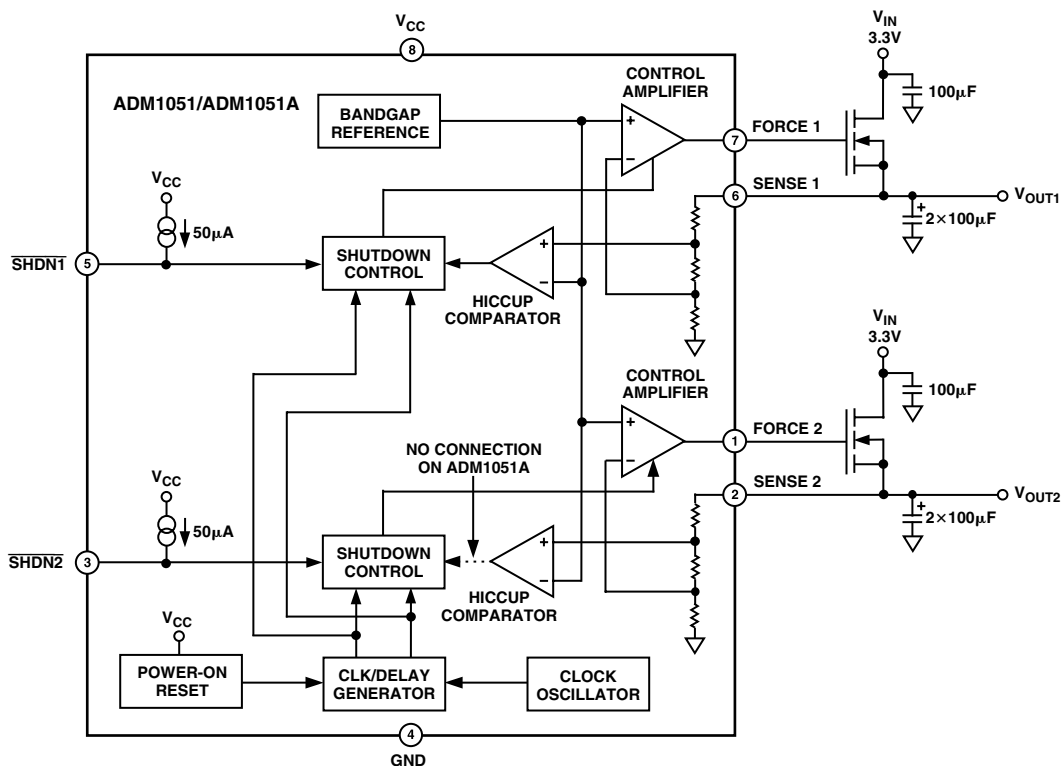 VCC
8
ADM1051/ADM1051A
BANDGAP
REFERENCE
CONTROL
AMPLIFIER
+
–
7
FORCE 1
VIN
3.3V
100μF
6
SENSE 1
VOUT1
+
2×100μF
VCC
50μA
SHDN1
5
SHUTDOWN
CONTROL
+
–
HICCUP
COMPARATOR
VIN
3.3V
100μF
CONTROL
AMPLIFIER
+
–
1
FORCE 2
NO CONNECTION
ON ADM1051A
2
SENSE 2
VOUT2
+
2×100μF
VCC
50μA
SHDN2
3
SHUTDOWN
CONTROL
+
–
HICCUP
COMPARATOR
VCC
POWER-ON
RESET
CLK/DELAY
GENERATOR
CLOCK
OSCILLATOR
4
GND